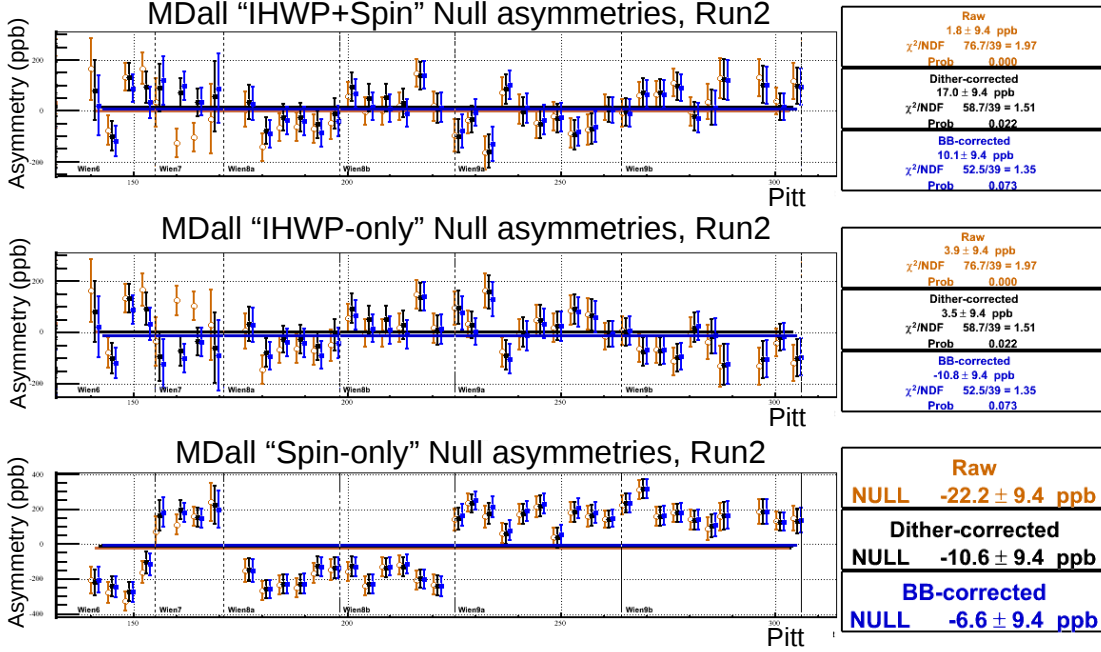 MDall “IHWP+Spin” Null asymmetries, Run2
Asymmetry (ppb)
200
0
-200
Wien6
Wien7
Wien8a
Wien8b
Wien9a
Wien9b
150
200
250
300
Pitt
Raw
1.8 ± 9.4 ppb
χ²/NDF 76.7/39 = 1.97
Prob 0.000
Dither-corrected
17.0 ± 9.4 ppb
χ²/NDF 58.7/39 = 1.51
Prob 0.022
BB-corrected
10.1 ± 9.4 ppb
χ²/NDF 52.5/39 = 1.35
Prob 0.073
MDall “IHWP-only” Null asymmetries, Run2
Asymmetry (ppb)
200
0
-200
Wien6
Wien7
Wien8a
Wien8b
Wien9a
Wien9b
150
200
250
300
Pitt
Raw
3.9 ± 9.4 ppb
χ²/NDF 76.7/39 = 1.97
Prob 0.000
Dither-corrected
3.5 ± 9.4 ppb
χ²/NDF 58.7/39 = 1.51
Prob 0.022
BB-corrected
-10.8 ± 9.4 ppb
χ²/NDF 52.5/39 = 1.35
Prob 0.073
MDall “Spin-only” Null asymmetries, Run2
Asymmetry (ppb)
400
200
0
-200
-400
Wien6
Wien7
Wien8a
Wien8b
Wien9a
Wien9b
150
200
250
300
Pitt
Raw
NULL -22.2 ± 9.4 ppb
Dither-corrected
NULL -10.6 ± 9.4 ppb
BB-corrected
NULL -6.6 ± 9.4 ppb